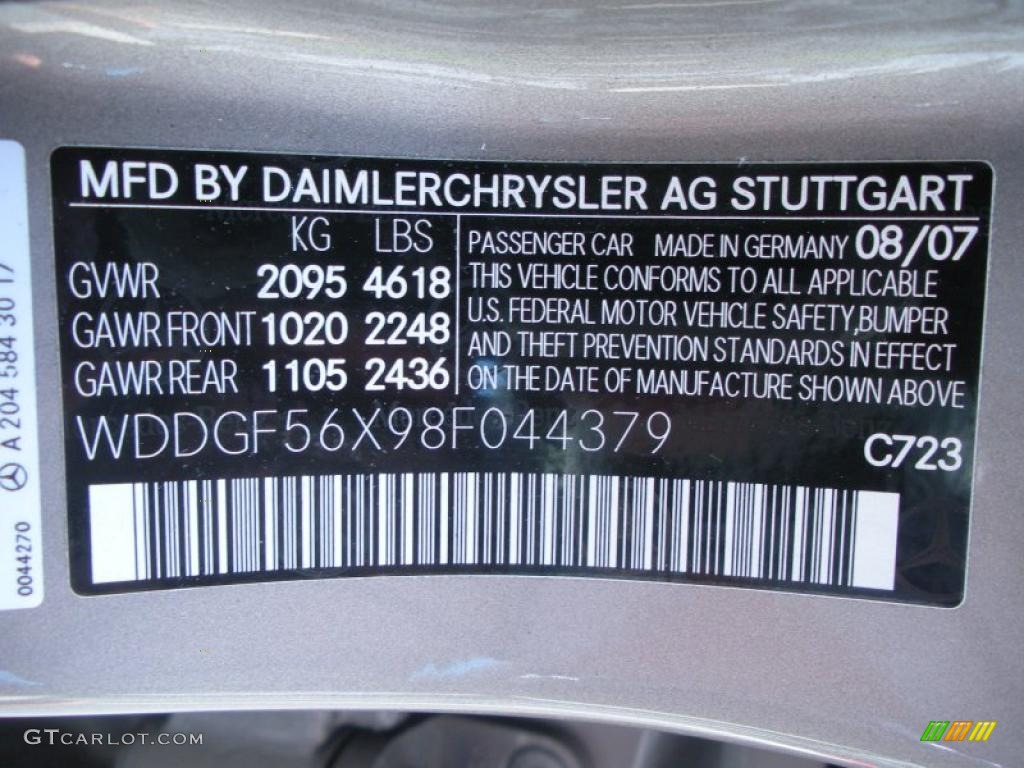 MFD BY DAIMLERCHRYSLER AG STUTTGART
KG LBS
GVWR 2095 4618
GAWR FRONT 1020 2248
GAWR REAR 1105 2436
PASSENGER CAR MADE IN GERMANY 08/07
THIS VEHICLE CONFORMS TO ALL APPLICABLE
U.S. FEDERAL MOTOR VEHICLE SAFETY,BUMPER
AND THEFT PREVENTION STANDARDS IN EFFECT
ON THE DATE OF MANUFACTURE SHOWN ABOVE
WDDGF56X98F044379
C723
A 204 584 30 17
0044270
GTCARLOT.COM